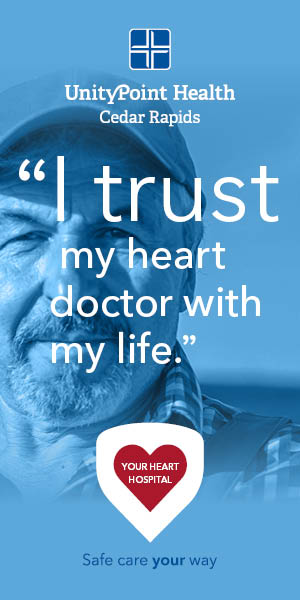 UnityPoint Health
Cedar Rapids
“I trust
my heart
doctor with
my life.”
YOUR HEART
HOSPITAL
Safe care your way